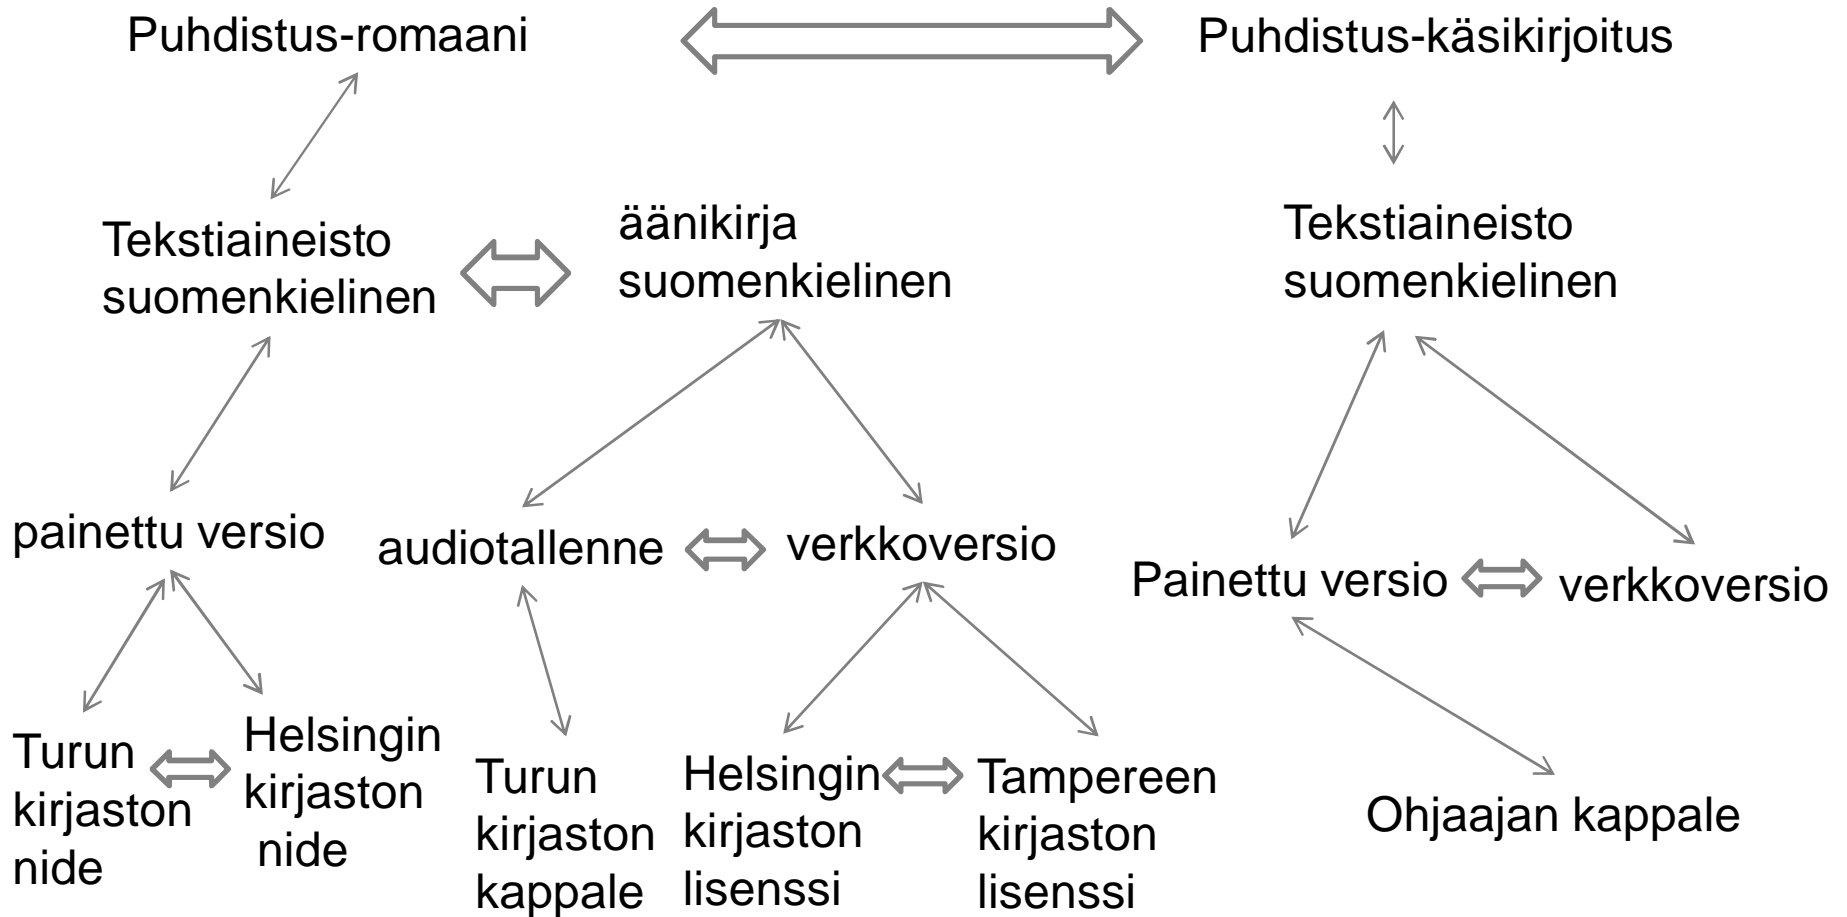 Puhdistus-romaani
Puhdistus-käsikirjoitus
Tekstiaineisto
suomenkielinen
äänikirja
suomenkielinen
Tekstiaineisto
suomenkielinen
painettu versio
audiotallenne
verkkoversio
Painettu versio
verkkoversio
Turun
kirjaston
nide
Helsingin
kirjaston
nide
Turun
kirjaston
kappale
Helsingin
kirjaston
lisenssi
Tampereen
kirjaston
lisenssi
Ohjaajan kappale